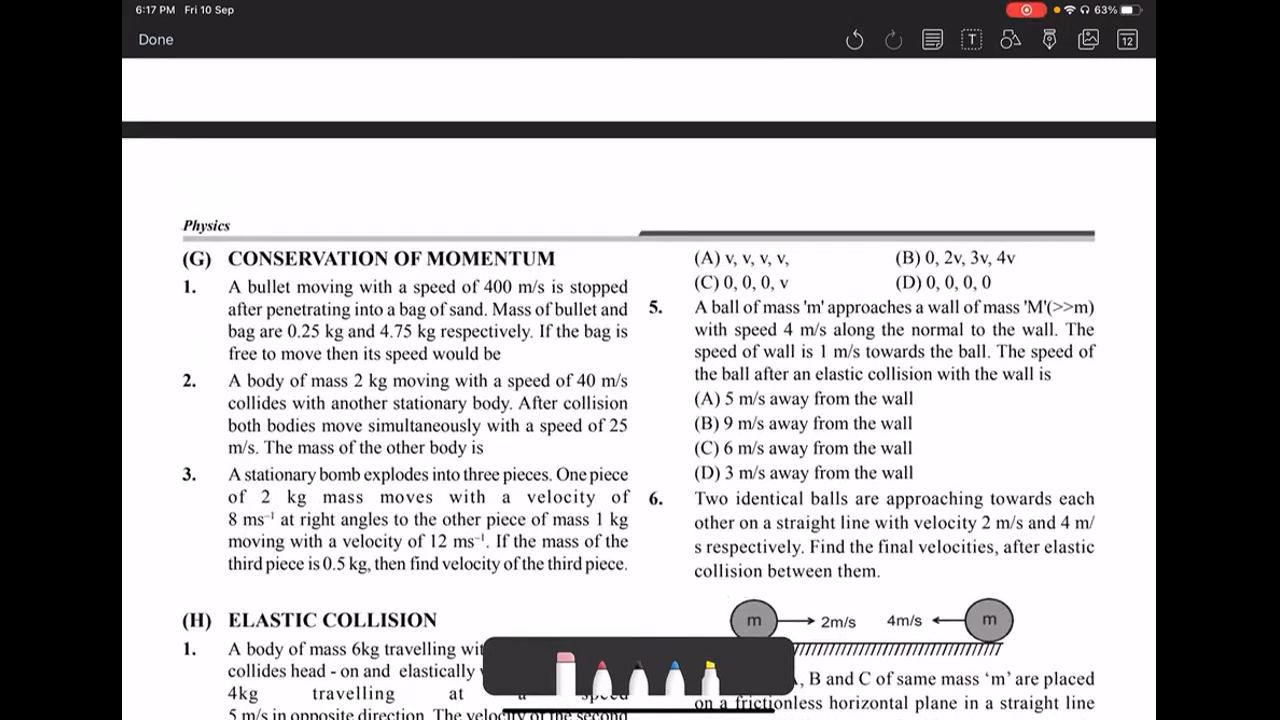 6:17 PM Fri 10 Sep
63%
Done
T
12
Physics
(G) CONSERVATION OF MOMENTUM
1. A bullet moving with a speed of 400 m/s is stopped
after penetrating into a bag of sand. Mass of bullet and
bag are 0.25 kg and 4.75 kg respectively. If the bag is
free to move then its speed would be
2. A body of mass 2 kg moving with a speed of 40 m/s
collides with another stationary body. After collision
both bodies move simultaneously with a speed of 25
m/s. The mass of the other body is
3. A stationary bomb explodes into three pieces. One piece
of 2 kg mass moves with a velocity of
8 ms⁻¹ at right angles to the other piece of mass 1 kg
moving with a velocity of 12 ms⁻¹. If the mass of the
third piece is 0.5 kg, then find velocity of the third piece.
(H) ELASTIC COLLISION
1. A body of mass 6kg travelling
collides head - on and elastically
4kg travelling at a speed
5 m/s in opposite direction. The velocity of the second
(A) v, v, v, v, (B) 0, 2v, 3v, 4v
(C) 0, 0, 0, v (D) 0, 0, 0, 0
5. A ball of mass 'm' approaches a wall of mass 'M'(>>m)
with speed 4 m/s along the normal to the wall. The
speed of wall is 1 m/s towards the ball. The speed of
the ball after an elastic collision with the wall is
(A) 5 m/s away from the wall
(B) 9 m/s away from the wall
(C) 6 m/s away from the wall
(D) 3 m/s away from the wall
6. Two identical balls are approaching towards each
other on a straight line with velocity 2 m/s and 4 m/
s respectively. Find the final velocities, after elastic
collision between them.
m 2m/s 4m/s m
, B and C of same mass ‘m’ are placed
on a frictionless horizontal plane in a straight line